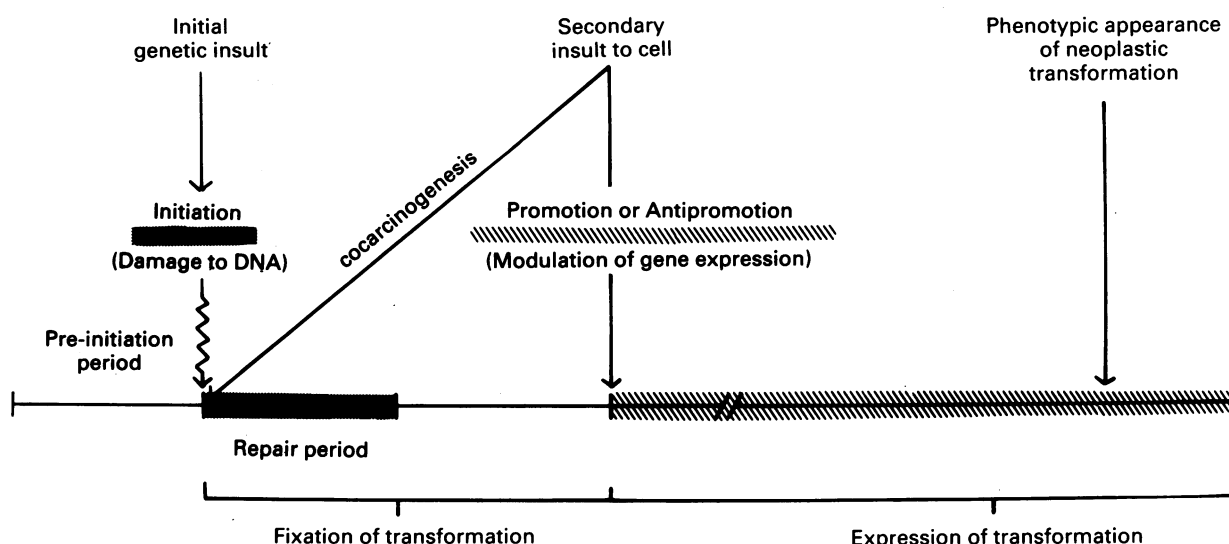 Initial
genetic insult
Secondary
insult to cell
Phenotypic appearance
of neoplastic
transformation
cocarcinogenesis
Initiation
(Damage to DNA)
Promotion or Antipromotion
(Modulation of gene expression)
Pre-initiation
period
Repair period
Fixation of transformation
Expression of transformation